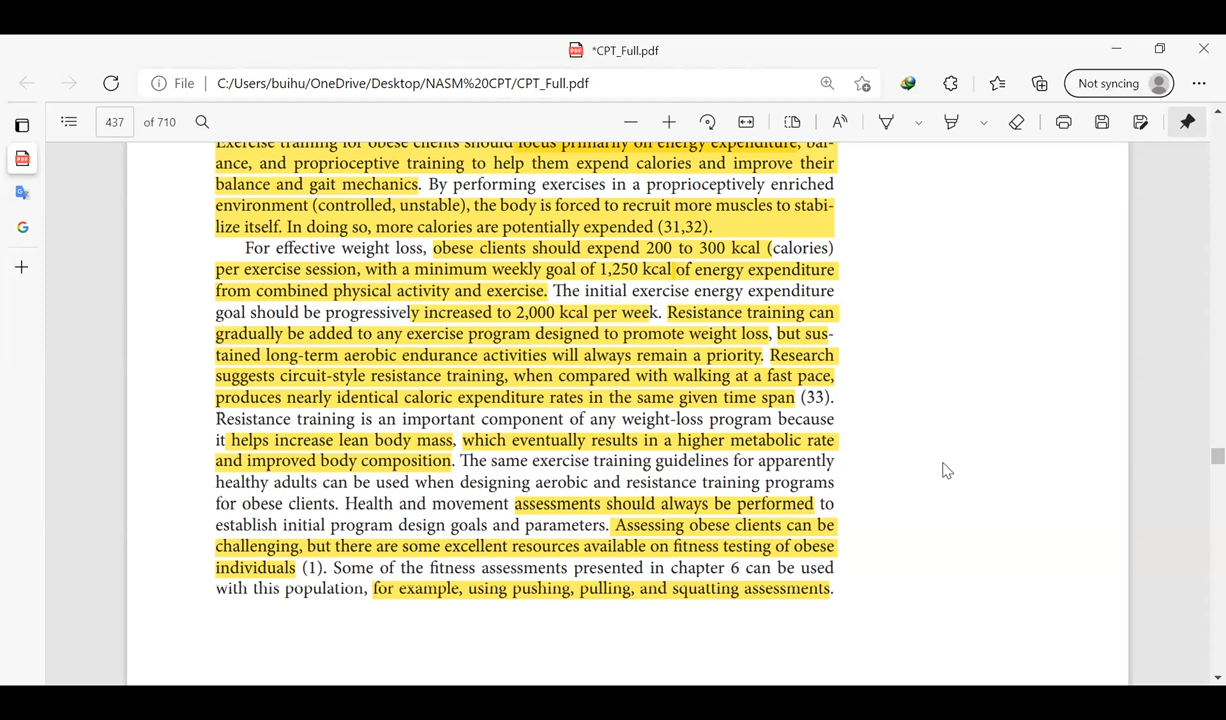 *CPT_Full.pdf
File
C:/Users/buihu/OneDrive/Desktop/NASM%20CPT/CPT_Full.pdf
Not syncing
437 of 710
Exercise training for obese clients should focus primarily on energy expenditure, bal-
ance, and proprioceptive training to help them expend calories and improve their
balance and gait mechanics. By performing exercises in a proprioceptively enriched
environment (controlled, unstable), the body is forced to recruit more muscles to stabi-
lize itself. In doing so, more calories are potentially expended (31,32).
For effective weight loss, obese clients should expend 200 to 300 kcal (calories)
per exercise session, with a minimum weekly goal of 1,250 kcal of energy expenditure
from combined physical activity and exercise. The initial exercise energy expenditure
goal should be progressively increased to 2,000 kcal per week. Resistance training can
gradually be added to any exercise program designed to promote weight loss, but sus-
tained long-term aerobic endurance activities will always remain a priority. Research
suggests circuit-style resistance training, when compared with walking at a fast pace,
produces nearly identical caloric expenditure rates in the same given time span (33).
Resistance training is an important component of any weight-loss program because
it helps increase lean body mass, which eventually results in a higher metabolic rate
and improved body composition. The same exercise training guidelines for apparently
healthy adults can be used when designing aerobic and resistance training programs
for obese clients. Health and movement assessments should always be performed to
establish initial program design goals and parameters. Assessing obese clients can be
challenging, but there are some excellent resources available on fitness testing of obese
individuals (1). Some of the fitness assessments presented in chapter 6 can be used
with this population, for example, using pushing, pulling, and squatting assessments.